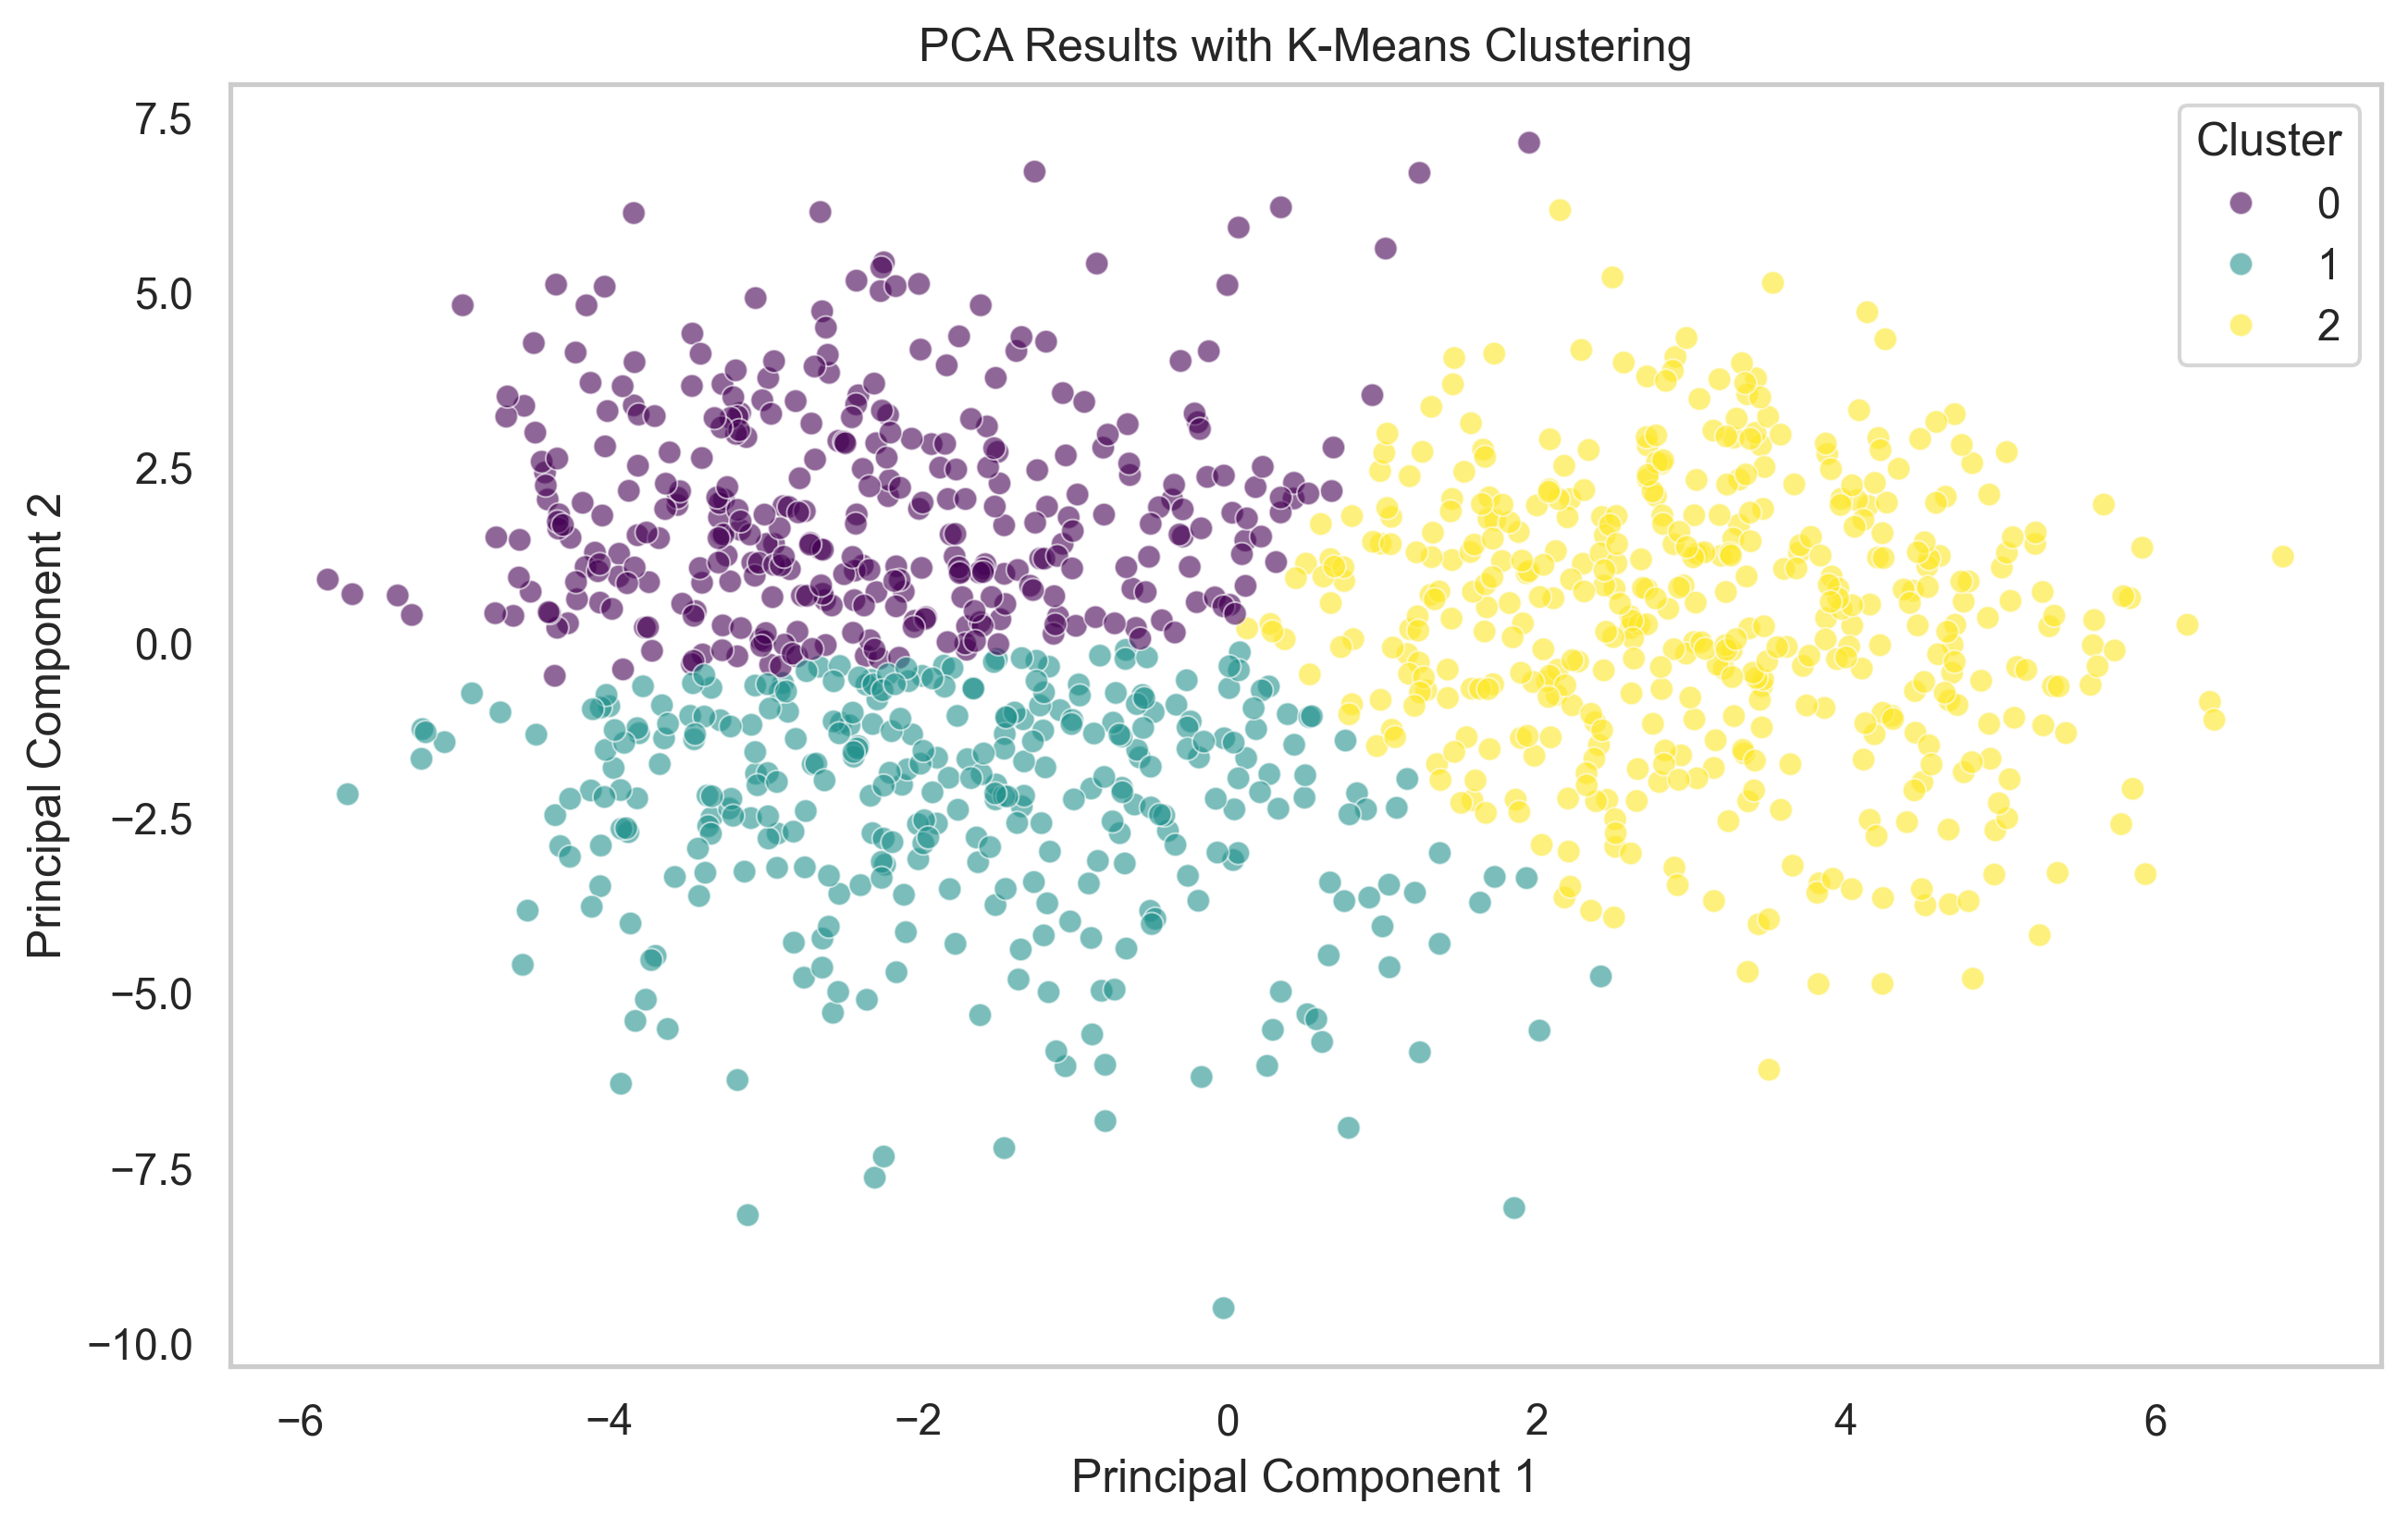 PCA Results with K-Means Clustering
Cluster
0
1
2
7.5
5.0
2.5
0.0
−2.5
−5.0
−7.5
−10.0
Principal Component 2
−6 −4 −2 0 2 4 6
Principal Component 1